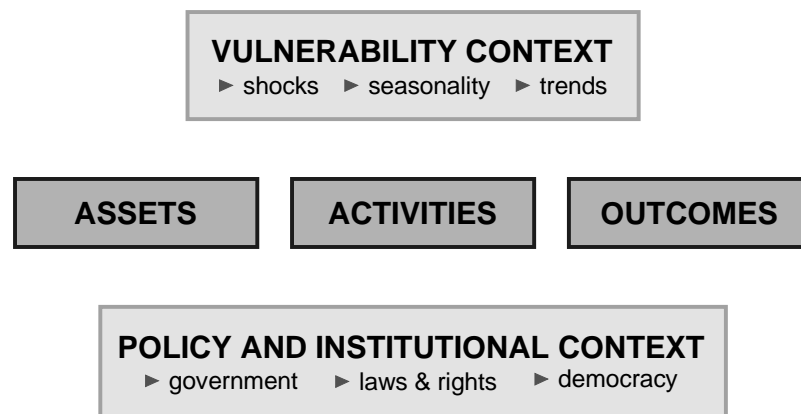 VULNERABILITY CONTEXT
► shocks ► seasonality ► trends
ASSETS ACTIVITIES OUTCOMES
POLICY AND INSTITUTIONAL CONTEXT
► government ► laws & rights ► democracy